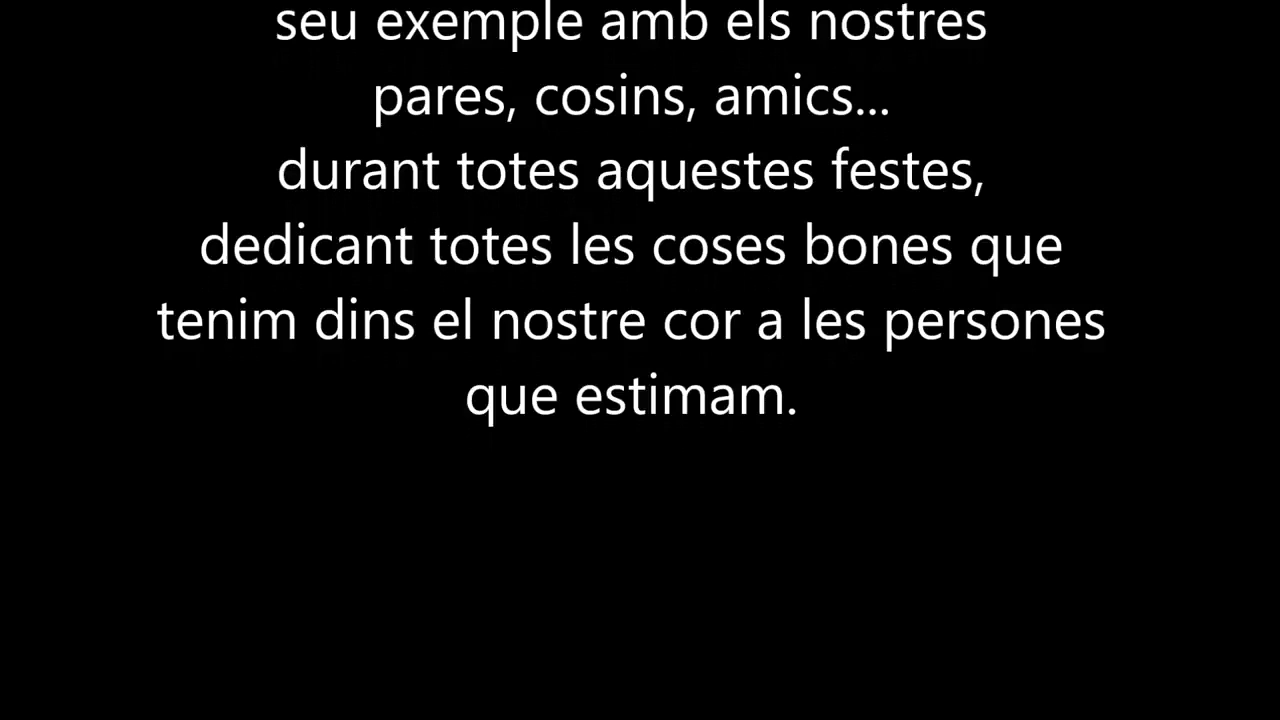 seu exemple amb els nostres
pares, cosins, amics...
durant totes aquestes festes,
dedicant totes les coses bones que
tenim dins el nostre cor a les persones
que estimam.